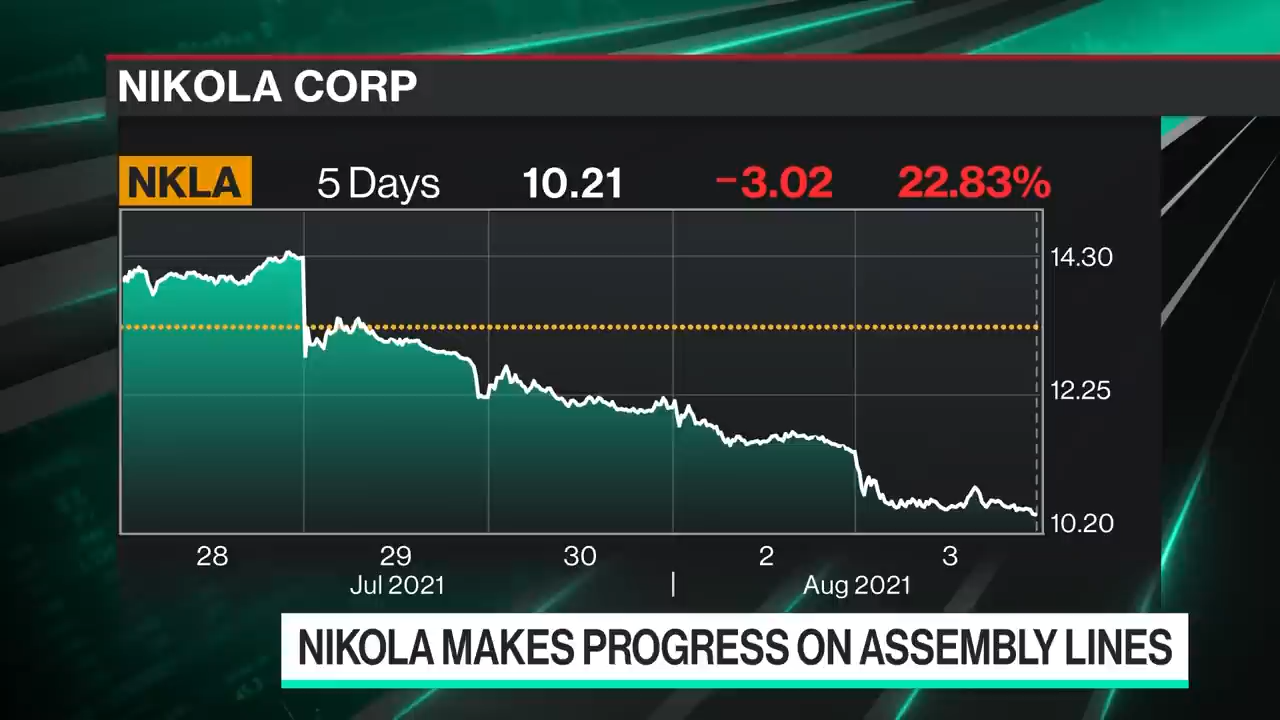 NIKOLA CORP
NKLA 5 Days 10.21 −3.02 22.83%
14.30
12.25
10.20
28 29 30 2 3
Jul 2021 | Aug 2021
NIKOLA MAKES PROGRESS ON ASSEMBLY LINES